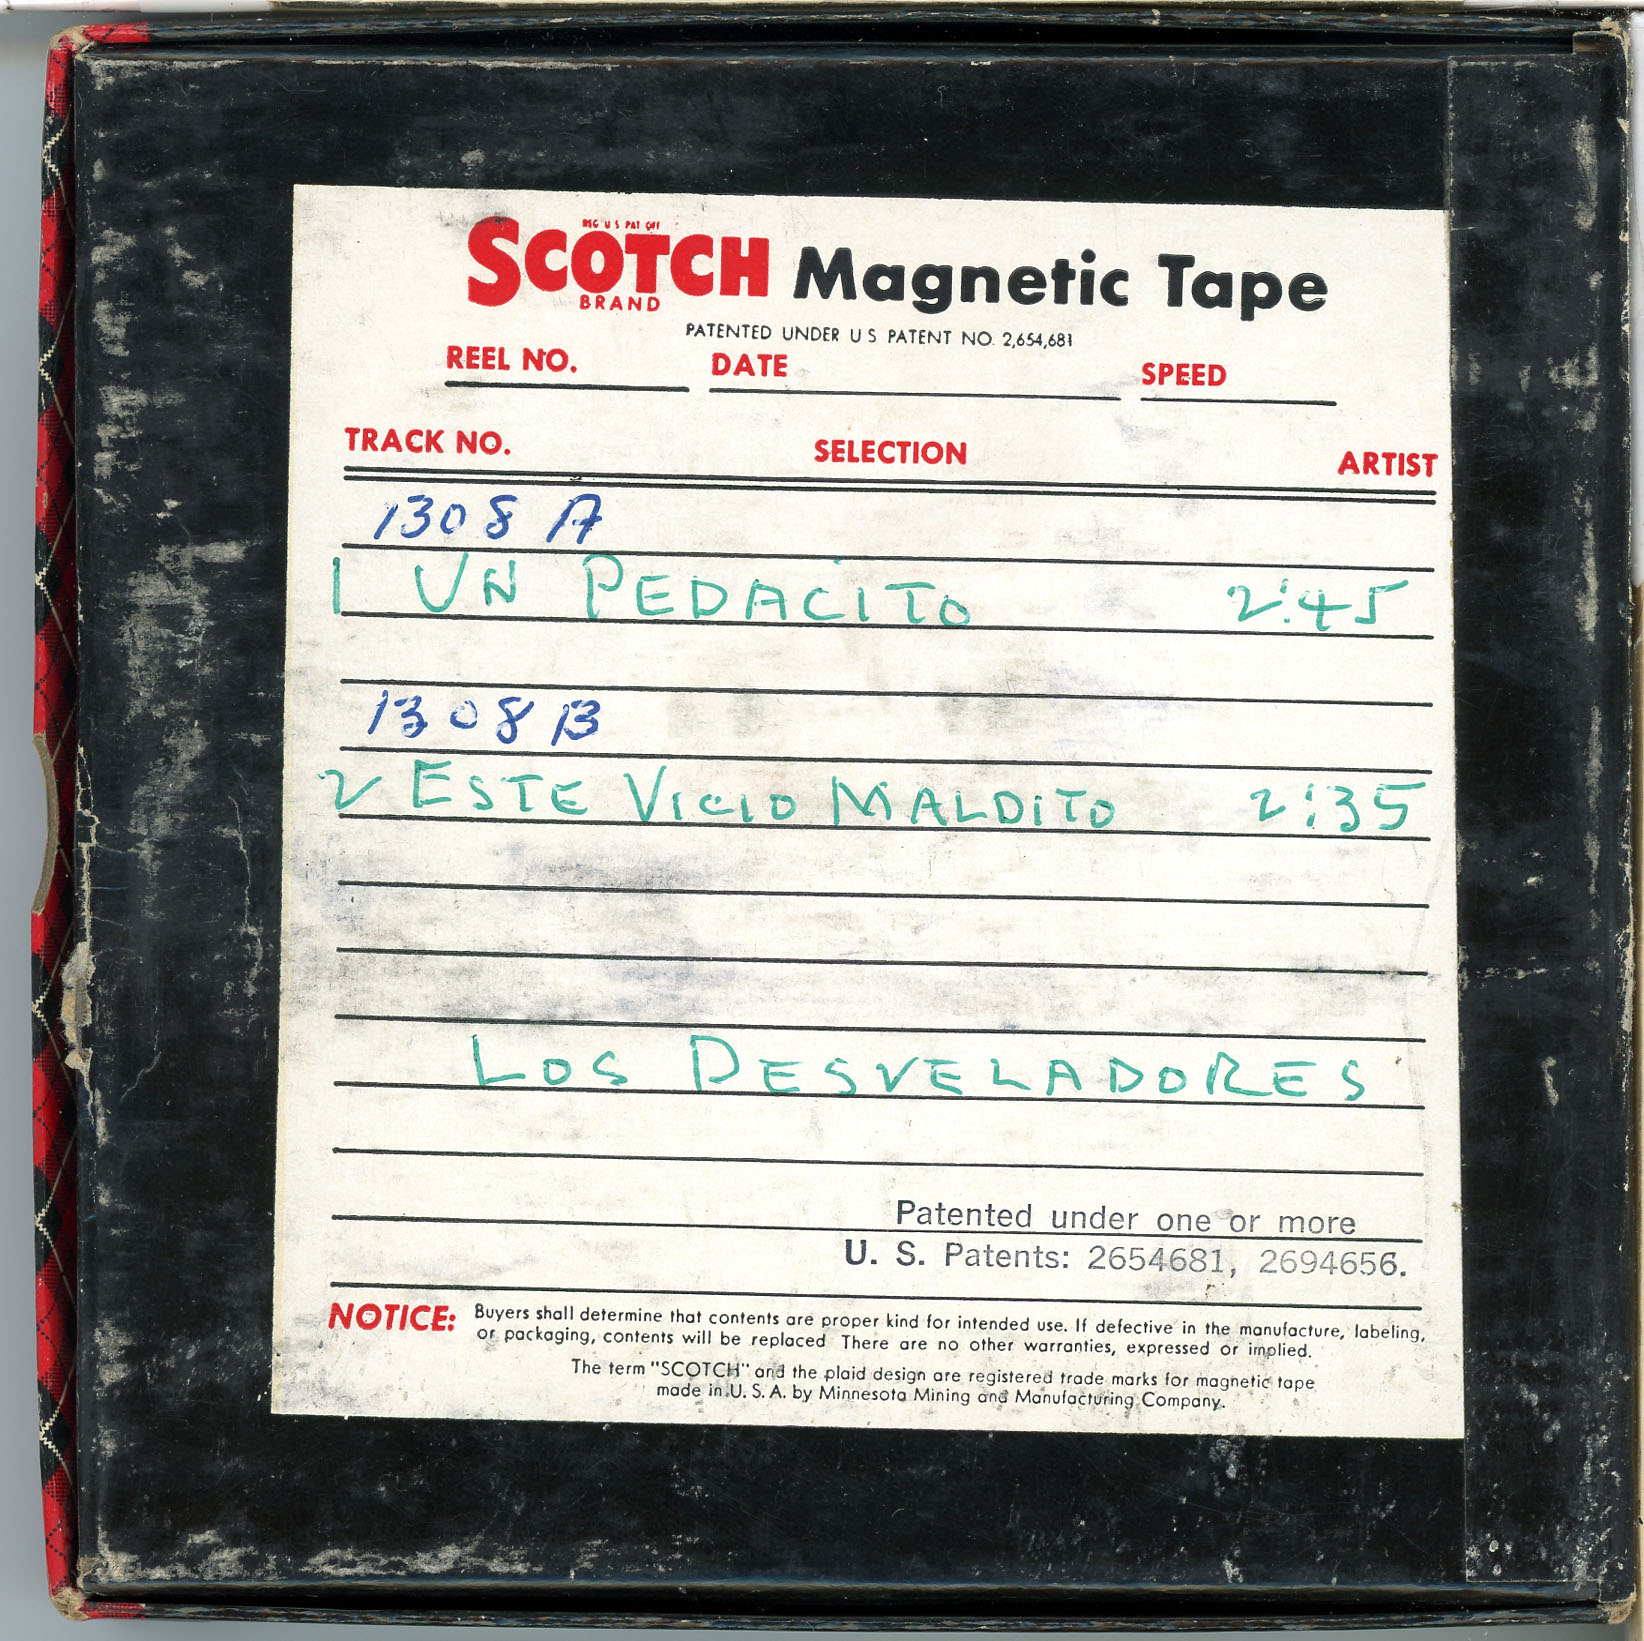 REG U S PAT OFF
SCOTCH Magnetic Tape
BRAND
PATENTED UNDER U S PATENT NO. 2,654,681
REEL NO. DATE SPEED
TRACK NO. SELECTION ARTIST
1308 A
1 UN PEDACITO 2:45
1308 B
2 ESTE VICIO MALDITO 2:35
LOS DESVELADORES
Patented under one or more
U. S. Patents: 2654681, 2694656.
NOTICE: Buyers shall determine that contents are proper kind for intended use. If defective in the manufacture, labeling,
or packaging, contents will be replaced There are no other warranties, expressed or implied.
The term "SCOTCH" and the plaid design are registered trade marks for magnetic tape
made in U. S. A. by Minnesota Mining and Manufacturing Company.